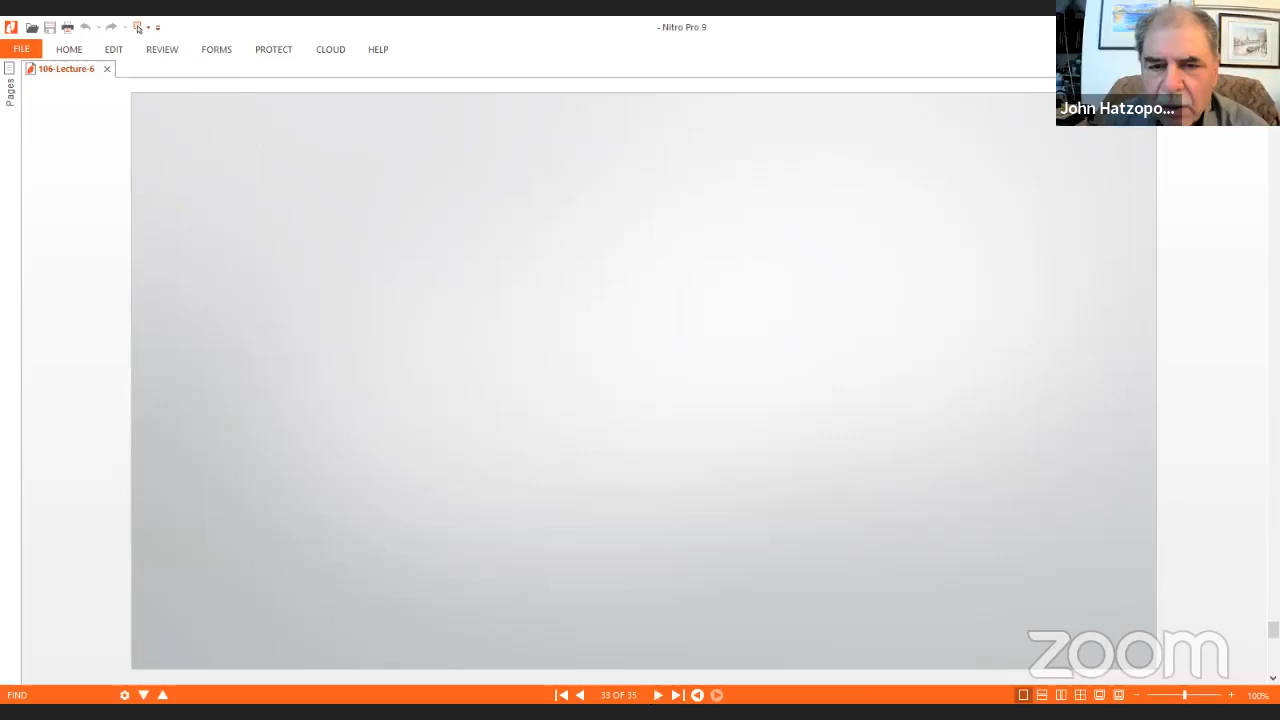 - Nitro Pro 9
FILE
HOME
EDIT
REVIEW
FORMS
PROTECT
CLOUD
HELP
106-Lecture-6
Pages
John Hatzopo...
zoom
FIND
33 OF 35
100%